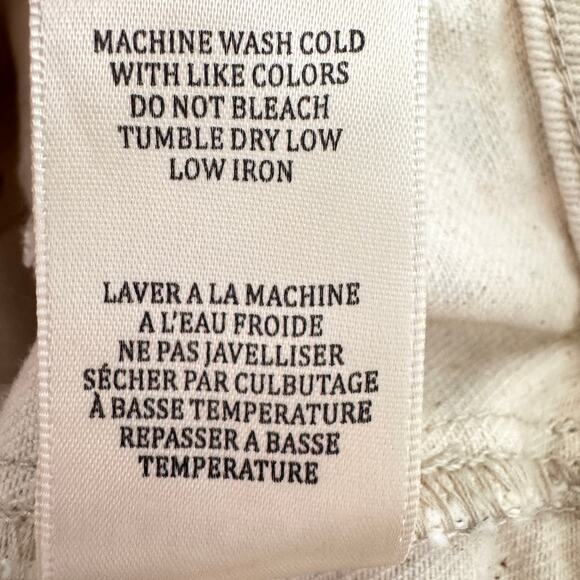 MACHINE WASH COLD
WITH LIKE COLORS
DO NOT BLEACH
TUMBLE DRY LOW
LOW IRON
LAVER A LA MACHINE
A L'EAU FROIDE
NE PAS JAVELLISER
SÉCHER PAR CULBUTAGE
À BASSE TEMPERATURE
REPASSER A BASSE
TEMPERATURE